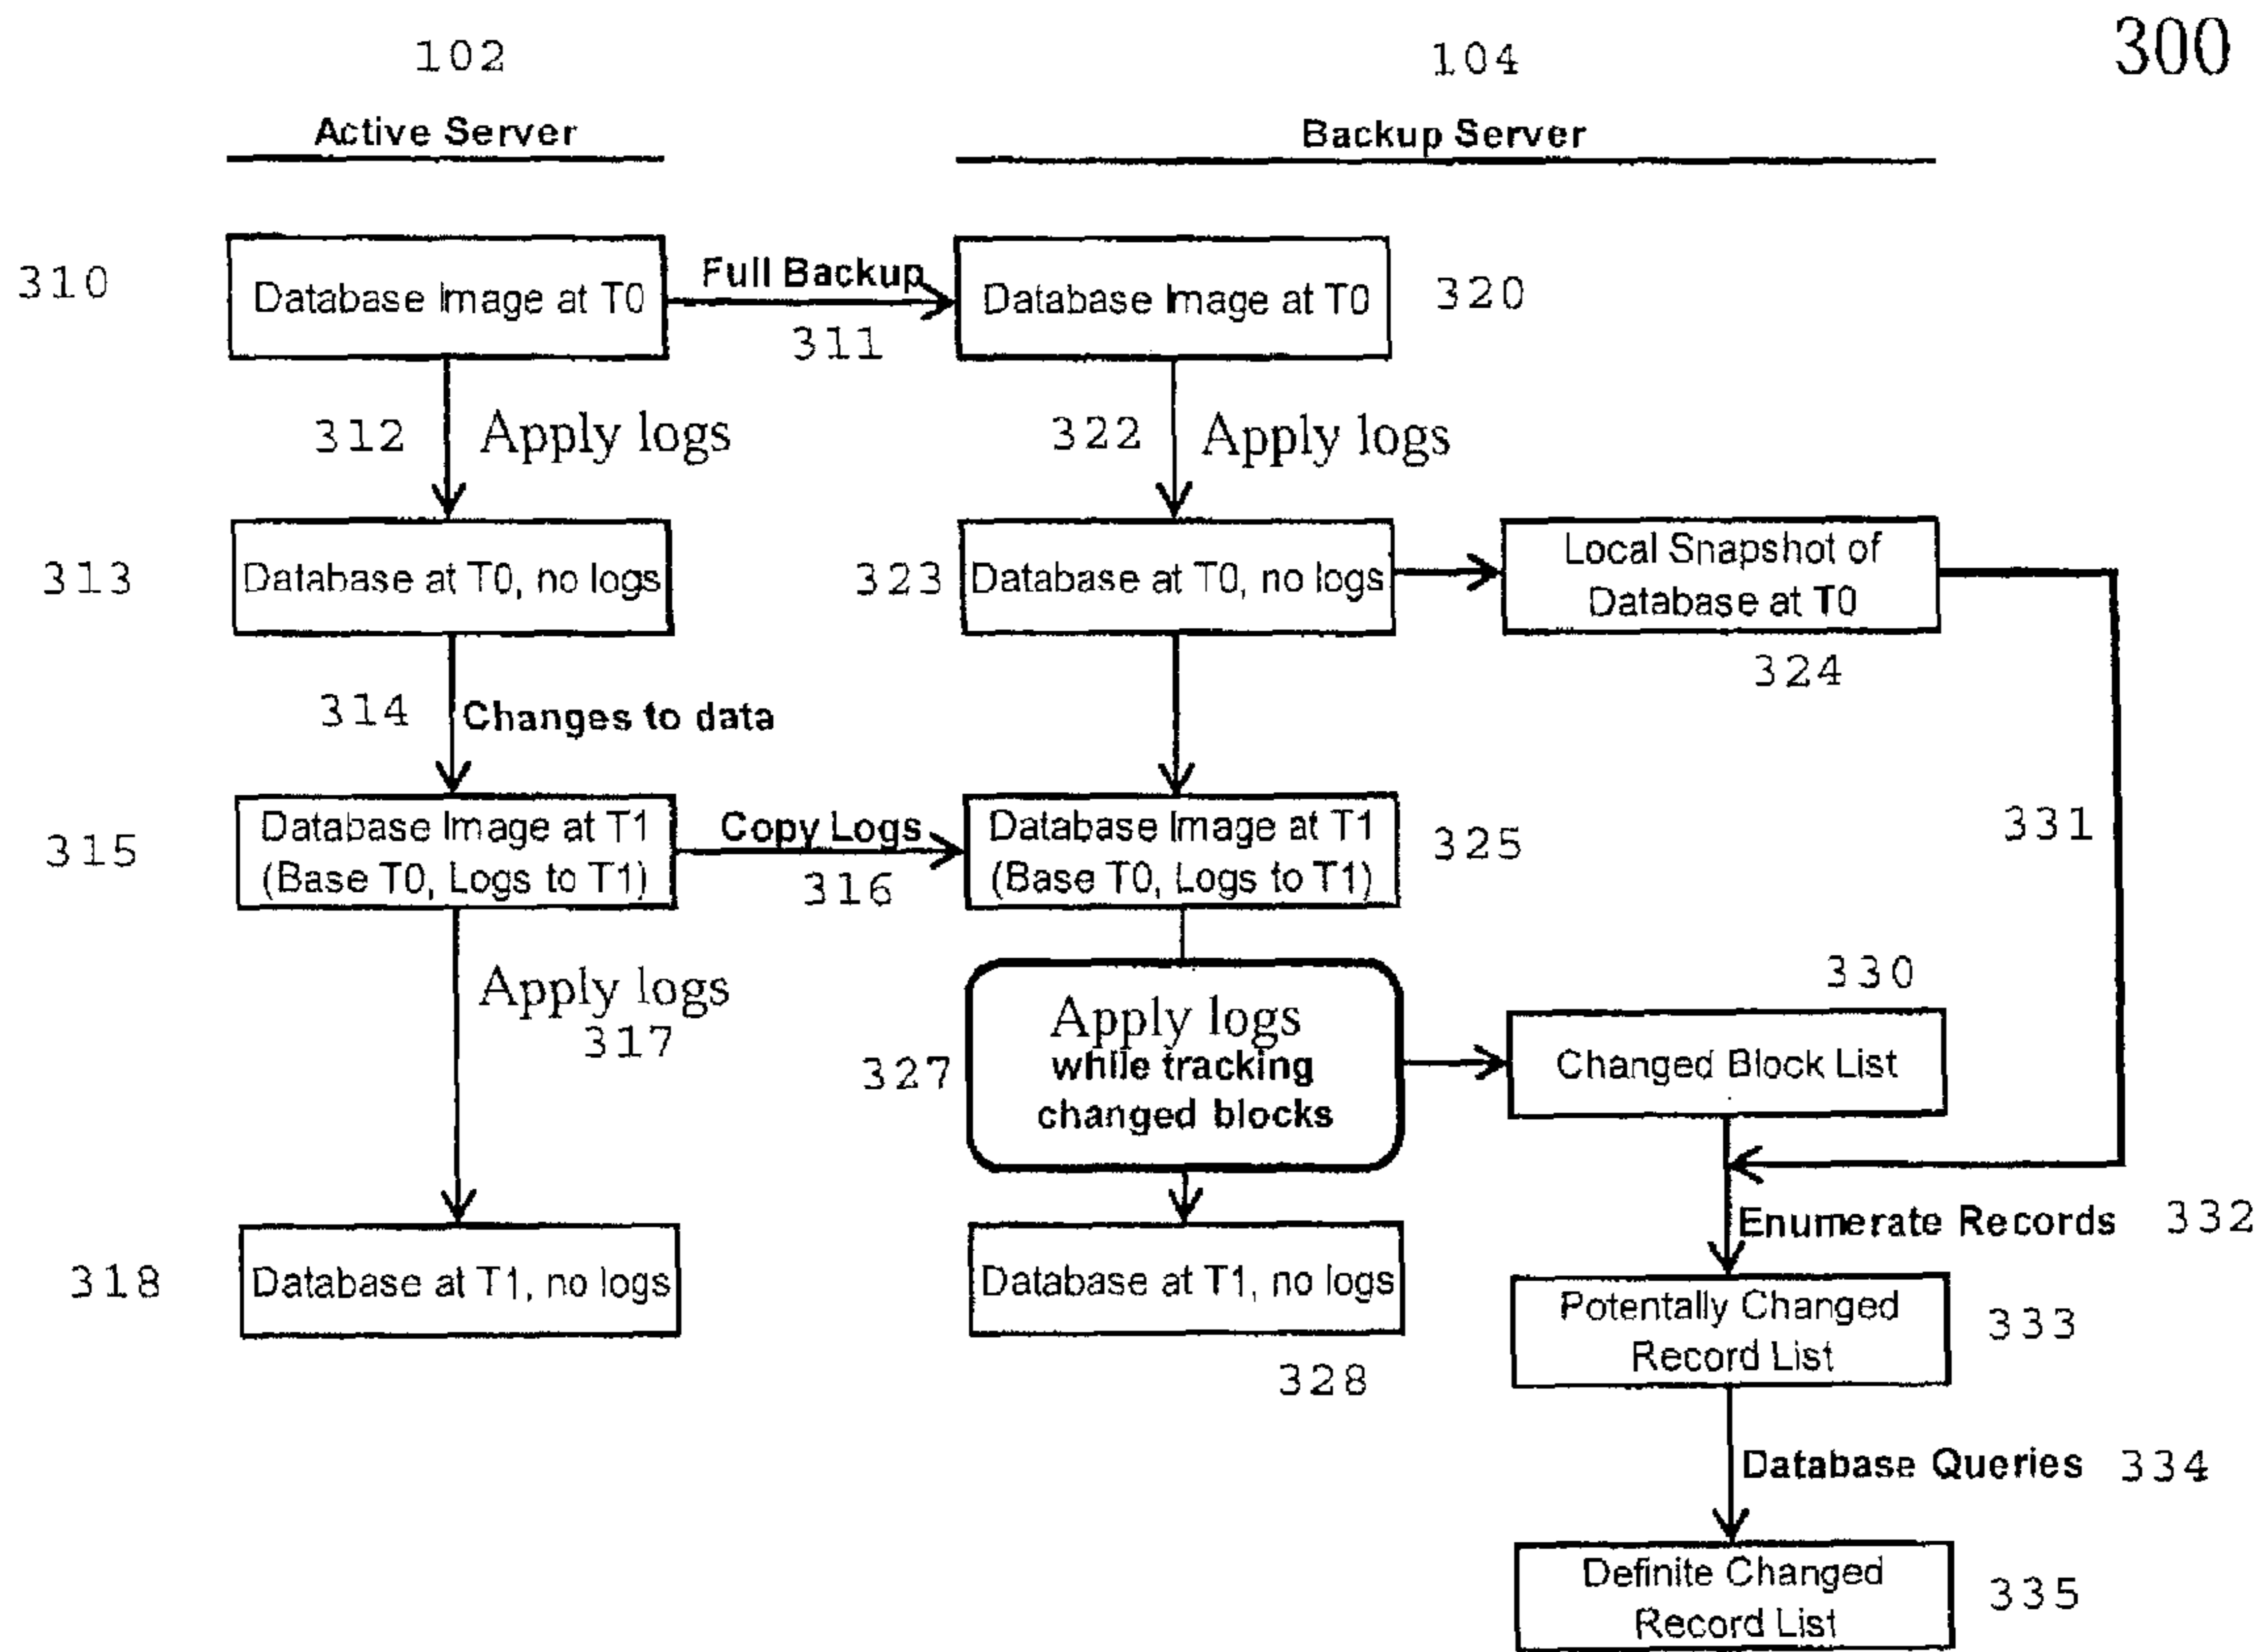 300
102
104
Active Server
Backup Server
310
Database Image at T0
Full Backup
311
Database Image at T0
320
312
Apply logs
322
Apply logs
313
Database at T0, no logs
323
Database at T0, no logs
Local Snapshot of
Database at T0
324
314
Changes to data
315
Database Image at T1
(Base T0, Logs to T1)
Copy Logs
316
Database Image at T1
(Base T0, Logs to T1)
325
331
Apply logs
317
327
Apply logs
while tracking
changed blocks
330
Changed Block List
Enumerate Records
332
318
Database at T1, no logs
Database at T1, no logs
328
Potentally Changed
Record List
333
Database Queries
334
Definite Changed
Record List
335